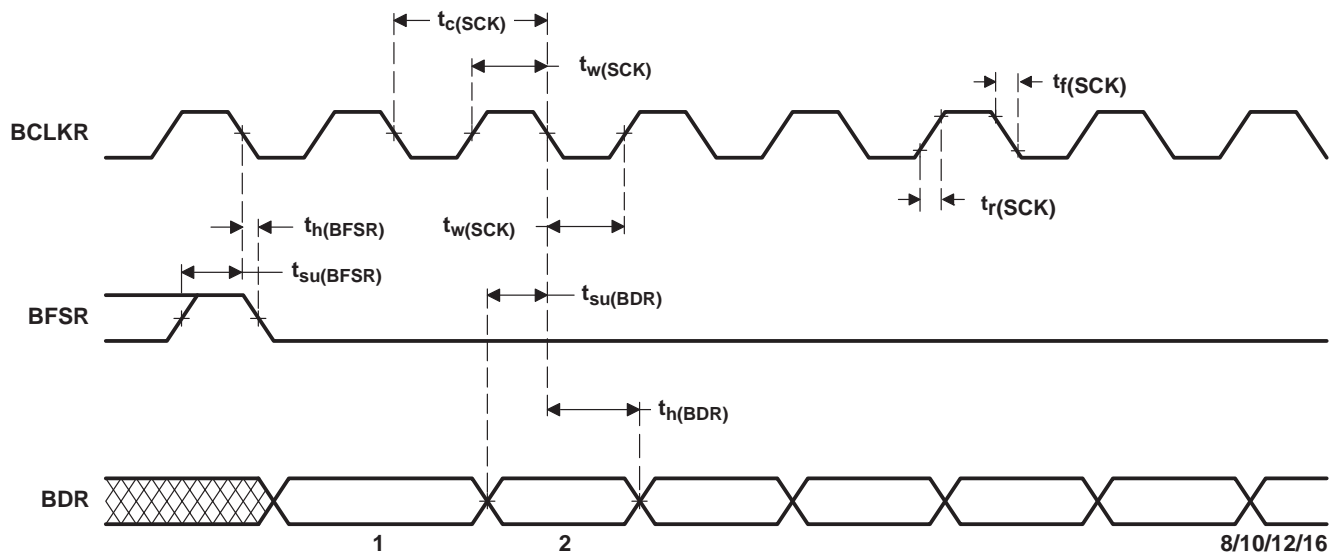 tc(SCK)
tw(SCK)
tf(SCK)
BCLKR
tr(SCK)
th(BFSR)
tw(SCK)
tsu(BFSR)
tsu(BDR)
BFSR
th(BDR)
BDR
1 2 8/10/12/16